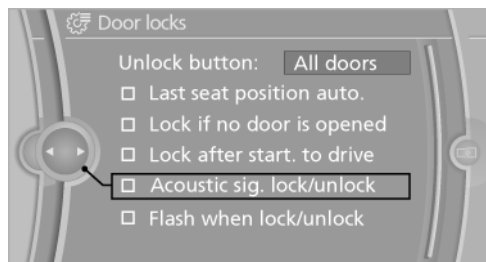 Door locks
Unlock button: All doors
Last seat position auto.
Lock if no door is opened
Lock after start. to drive
Acoustic sig. lock/unlock
Flash when lock/unlock